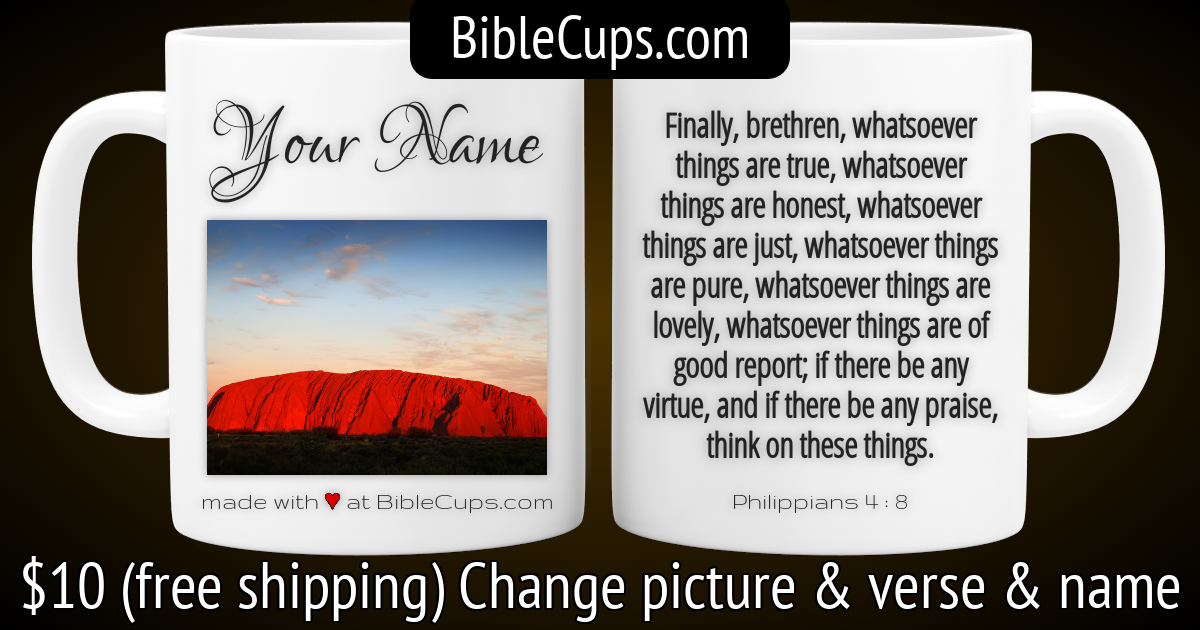 BibleCups.com
Your Name
made with ♥ at BibleCups.com
Finally, brethren, whatsoever
things are true, whatsoever
things are honest, whatsoever
things are just, whatsoever things
are pure, whatsoever things are
lovely, whatsoever things are of
good report; if there be any
virtue, and if there be any praise,
think on these things.
Philippians 4 : 8
$10 (free shipping) Change picture & verse & name